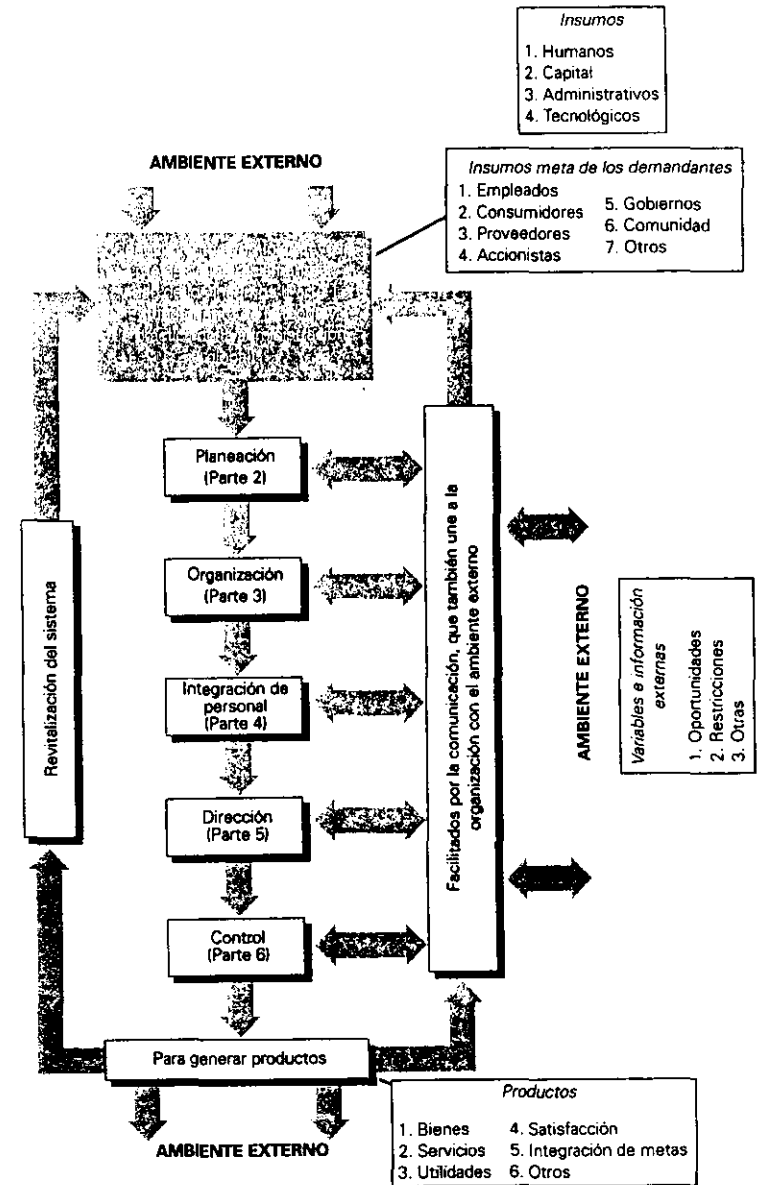 Insumos
1. Humanos
2. Capital
3. Administrativos
4. Tecnológicos
AMBIENTE EXTERNO
Insumos meta de los demandantes
1. Empleados
2. Consumidores
3. Proveedores
4. Accionistas
5. Gobiernos
6. Comunidad
7. Otros
Planeación
(Parte 2)
Organización
(Parte 3)
Integración de
personal
(Parte 4)
Dirección
(Parte 5)
Control
(Parte 6)
Revitalización del sistema
Facilitados por la comunicación, que también une a la
organización con el ambiente externo
AMBIENTE EXTERNO
Variables e información
externas
1. Oportunidades
2. Restricciones
3. Otras
Para generar productos
AMBIENTE EXTERNO
Productos
1. Bienes
2. Servicios
3. Utilidades
4. Satisfacción
5. Integración de metas
6. Otros